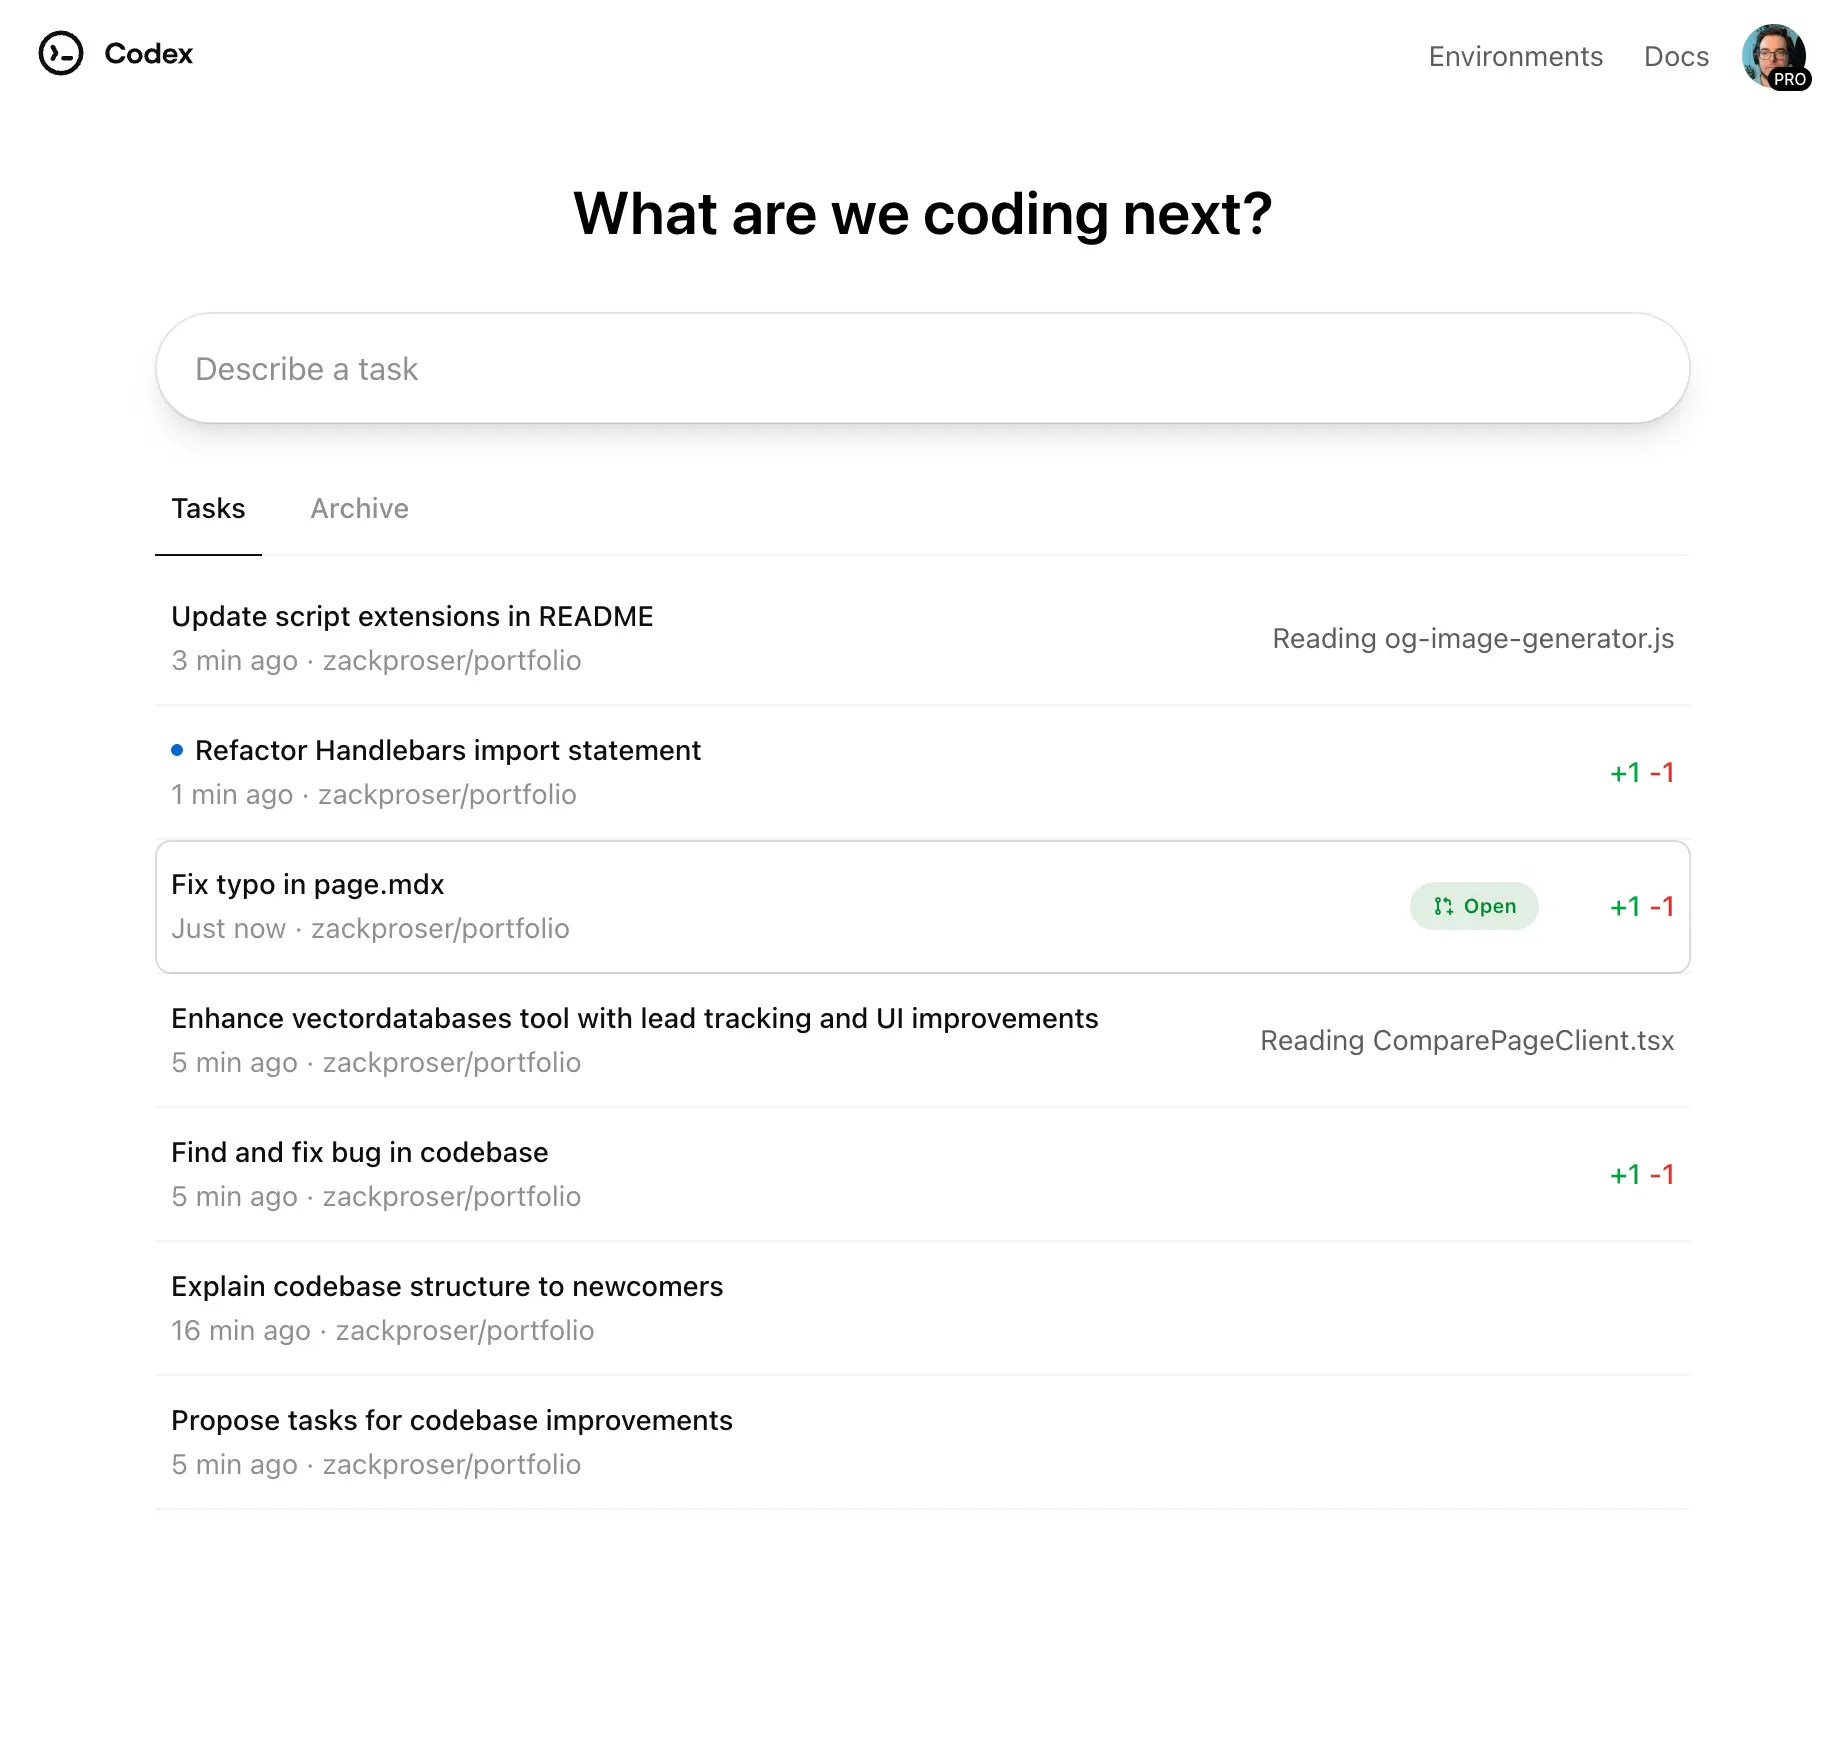 Codex
Environments
Docs
PRO
What are we coding next?
Describe a task
Tasks
Archive
Update script extensions in README
3 min ago · zackproser/portfolio
Reading og-image-generator.js
Refactor Handlebars import statement
1 min ago · zackproser/portfolio
+1 -1
Fix typo in page.mdx
Just now · zackproser/portfolio
Open
+1 -1
Enhance vectordatabases tool with lead tracking and UI improvements
5 min ago · zackproser/portfolio
Reading ComparePageClient.tsx
Find and fix bug in codebase
5 min ago · zackproser/portfolio
+1 -1
Explain codebase structure to newcomers
16 min ago · zackproser/portfolio
Propose tasks for codebase improvements
5 min ago · zackproser/portfolio